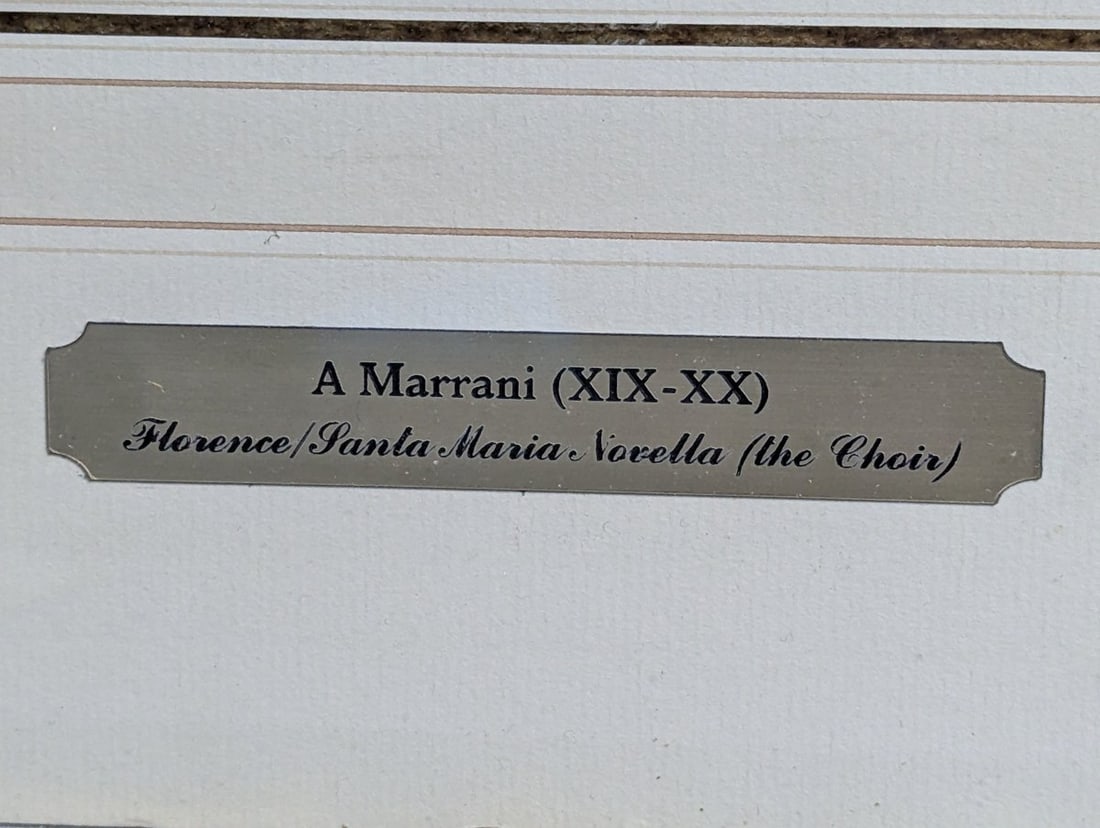 A Marrani (XIX-XX)
Florence/Santa Maria Novella (the Choir)